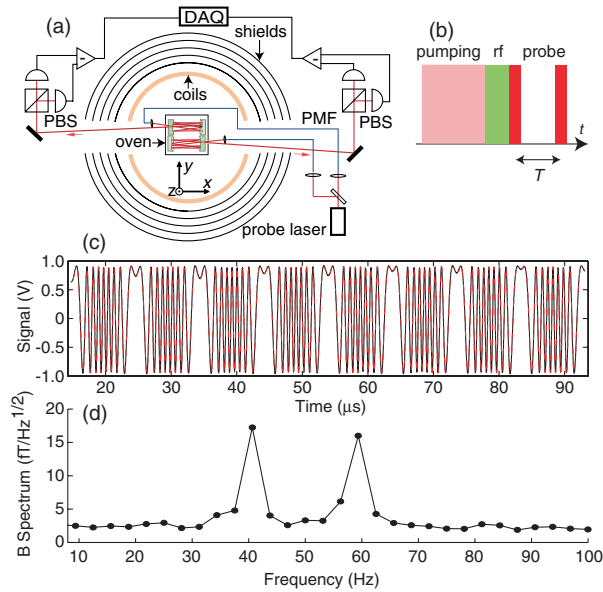 (a)
DAQ
shields
-
-
coils
PBS
PMF
PBS
oven
y
x
z
probe laser
(b)
pumping rf probe
t
T
(c)
Signal (V)
1.0
0.5
0
-0.5
-1.0
20 30 40 50 60 70 80 90
Time (μs)
(d)
B Spectrum (fT/Hz1/2)
20
15
10
5
0
10 20 30 40 50 60 70 80 90 100
Frequency (Hz)